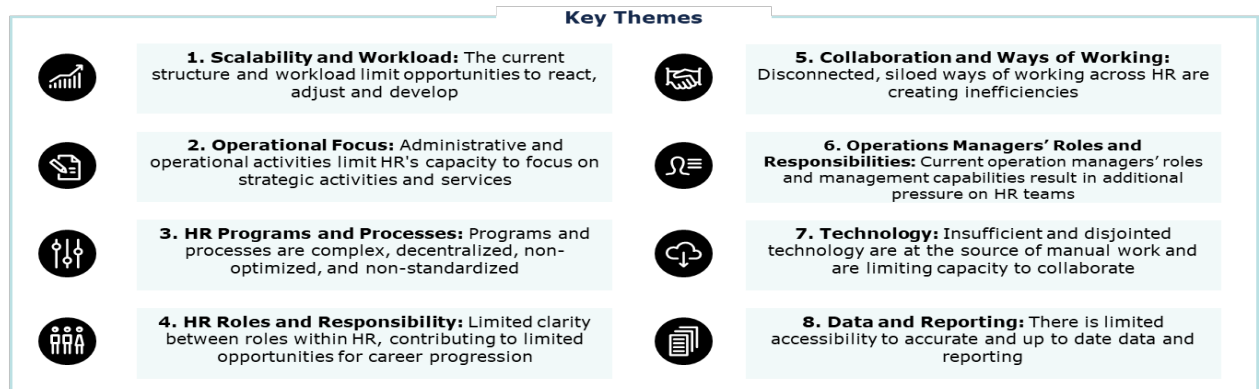 Key Themes
1. Scalability and Workload: The current
structure and workload limit opportunities to react,
adjust and develop
2. Operational Focus: Administrative and
operational activities limit HR's capacity to focus on
strategic activities and services
3. HR Programs and Processes: Programs and
processes are complex, decentralized, non-
optimized, and non-standardized
4. HR Roles and Responsibility: Limited clarity
between roles within HR, contributing to limited
opportunities for career progression
5. Collaboration and Ways of Working:
Disconnected, siloed ways of working across HR are
creating inefficiencies
6. Operations Managers’ Roles and
Responsibilities: Current operation managers’ roles
and management capabilities result in additional
pressure on HR teams
7. Technology: Insufficient and disjointed
technology are at the source of manual work and
are limiting capacity to collaborate
8. Data and Reporting: There is limited
accessibility to accurate and up to date data and
reporting